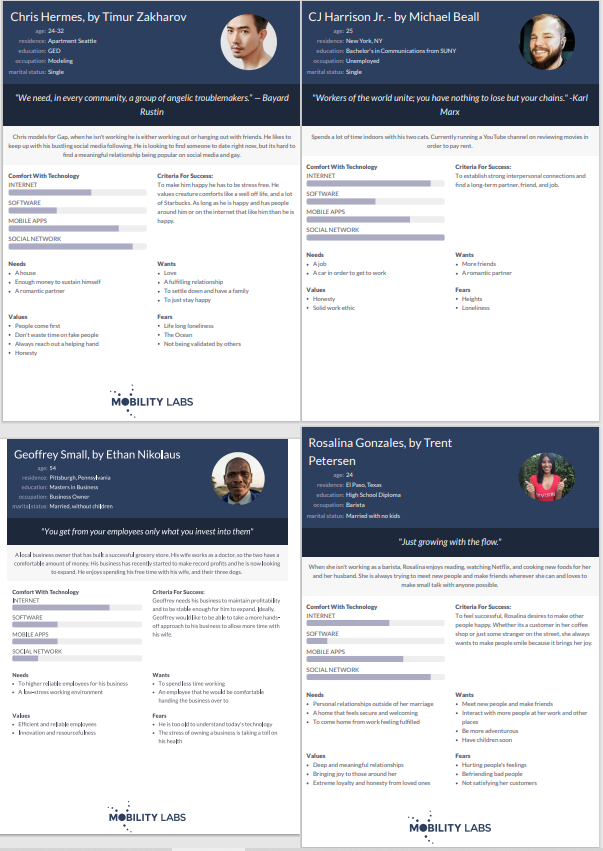 Chris Hermes, by Timur Zakharov
age: 24-32
residence: Apartment Seattle
education: GED
occupation: Modeling
marital status: Single
"We need, in every community, a group of angelic troublemakers." — Bayard
Rustin
Chris models for Gap, when he isn't working he is either working out or hanging out with friends. He likes to
keep up with his bustling social media following. He is looking to find someone to date right now, but its hard to
find a meaningful relationship being popular on social media and gay.
Comfort With Technology
INTERNET
SOFTWARE
MOBILE APPS
SOCIAL NETWORK
Criteria For Success:
To make him happy he has to be stress free. He
values creature comforts like a well off life, and a lot
of Starbucks. As long as he is happy and has people
around him or on the internet that like him than he is
happy.
Needs
• A house
• Enough money to sustain himself
• A romantic partner
Wants
• Love
• A fulfilling relationship
• To settle down and have a family
• To just stay happy
Values
• People come first
• Don't waste time on fake people
• Always reach out a helping hand
• Honesty
Fears
• Life long loneliness
• The Ocean
• Not being validated by others
MOBILITY LABS
CJ Harrison Jr. - by Michael Beall
age: 25
residence: New York, NY
education: Bachelor's in Communications from SUNY
occupation: Unemployed
marital status: Single
"Workers of the world unite; you have nothing to lose but your chains." -Karl
Marx
Spends a lot of time indoors with his two cats. Currently running a YouTube channel on reviewing movies in
order to pay rent.
Comfort With Technology
INTERNET
SOFTWARE
MOBILE APPS
SOCIAL NETWORK
Criteria For Success:
To establish strong interpersonal connections and
find a long-term partner, friend, and job.
Needs
• A job
• A car in order to get to work
Wants
• More friends
• A romantic partner
Values
• Honesty
• Solid work ethic
Fears
• Heights
• Loneliness
Geoffrey Small, by Ethan Nikolaus
age: 54
residence: Pittsburgh, Pennsylvania
education: Masters in Business
occupation: Business Owner
marital status: Married, without children
"You get from your employees only what you invest into them"
A local business owner that has built a successful grocery store. His wife works as a doctor, so the two have a
comfortable amount of money. His business has recently started to make record profits and he is now looking
to expand. He enjoys spending his free time with his wife, and their three dogs.
Comfort With Technology
INTERNET
SOFTWARE
MOBILE APPS
SOCIAL NETWORK
Criteria For Success:
Geoffrey needs his business to maintain profitability
and to be stable enough for him to expand. Ideally,
Geoffrey would like to be able to take a more hands-
off approach to his business to allow more time with
his wife.
Needs
• To higher reliable employees for his business
• A low-stress working environment
Wants
• To spend less time working
• An employee that he would be comfortable
handing the business over to
Values
• Efficient and reliable employees
• Innovation and resourcefulness
Fears
• He is too old to understand today's technology
• The stress of owning a business is taking a toll on
his health
MOBILITY LABS
Rosalina Gonzales, by Trent
Petersen
age: 24
residence: El Paso, Texas
education: High School Diploma
occupation: Barista
marital status: Married with no kids
"Just growing with the flow."
When she isn't working as a barista, Rosalina enjoys reading, watching Netflix, and cooking new foods for her
and her husband. She is always trying to meet new people and make friends wherever she can and loves to
make small talk with anyone possible.
Comfort With Technology
INTERNET
SOFTWARE
MOBILE APPS
SOCIAL NETWORK
Criteria For Success:
To feel successful, Rosalina desires to make other
people happy. Whether its a customer in her coffee
shop or just some stranger on the street, she always
wants to make people smile because it brings her joy.
Needs
• Personal relationships outside of her marriage
• A home that feels secure and welcoming
• To come home from work feeling fulfilled
Wants
• Meet new people and make friends
• Interact with more people at her work and other
places
• Be more adventurous
• Have children soon
Values
• Deep and meaningful relationships
• Bringing joy to those around her
• Extreme loyalty and honesty from loved ones
Fears
• Hurting people's feelings
• Befriending bad people
• Not satisfying her customers
MOBILITY LABS